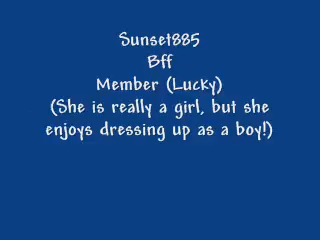 Sunset885
Bff
Member (Lucky)
(She is really a girl, but she
enjoys dressing up as a boy!)